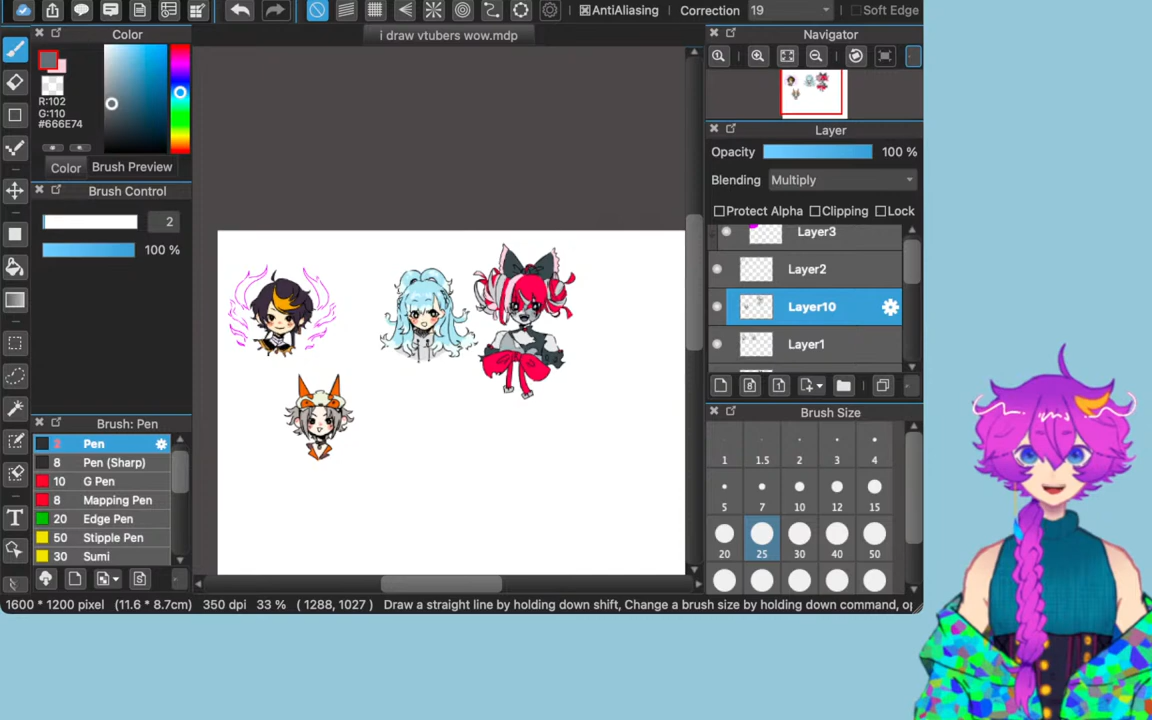 AntiAliasing Correction 19 Soft Edge
i draw vtubers wow.mdp
Color
R:102
G:110
#666E74
Color Brush Preview
Brush Control
2
100 %
Brush: Pen
2 Pen
8 Pen (Sharp)
10 G Pen
8 Mapping Pen
20 Edge Pen
50 Stipple Pen
30 Sumi
Navigator
Layer
Opacity 100 %
Blending Multiply
Protect Alpha Clipping Lock
Layer3
Layer2
Layer10
Layer1
Brush Size
1 1.5 2 3 4
5 7 10 12 15
20 25 30 40 50
1600 * 1200 pixel (11.6 * 8.7cm) 350 dpi 33 % ( 1288, 1027 ) Draw a straight line by holding down shift, Change a brush size by holding down command, o